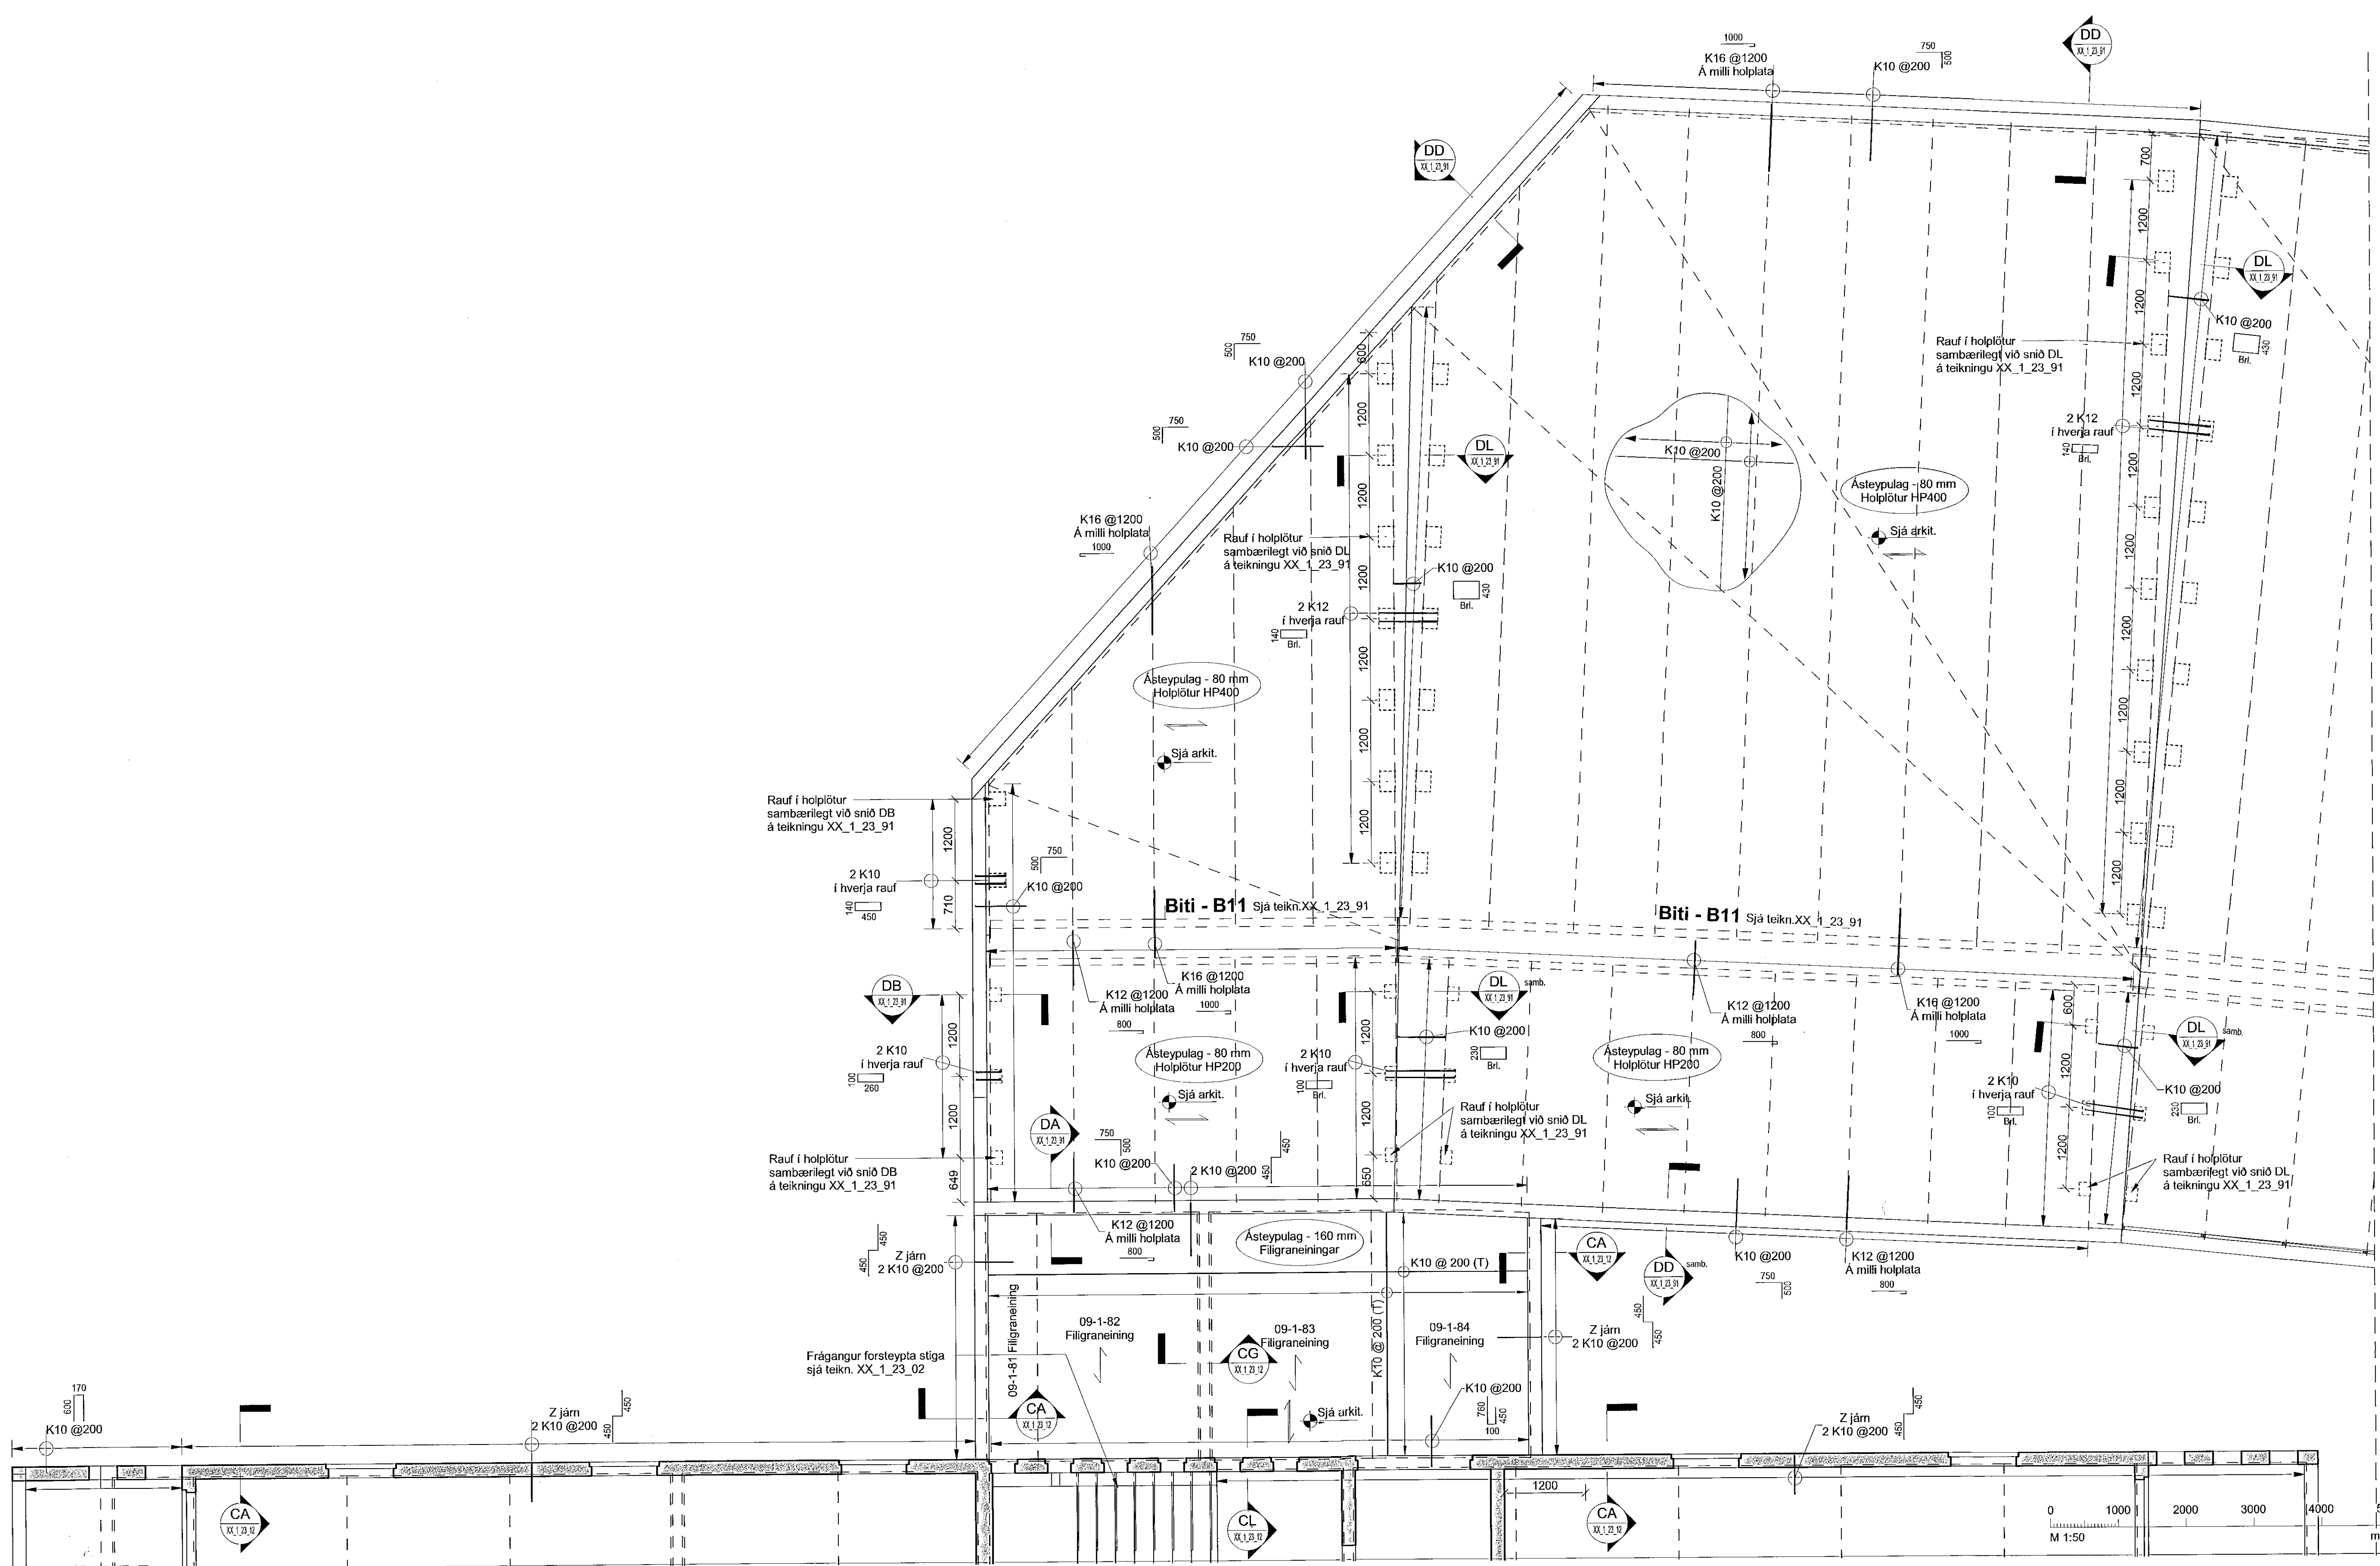 1000
K16 @1200
Á milli holplata
750
500
K10 @200
DD
XX_1_23_91
DD
XX_1_23_91
700
1200
1200
1200
1200
1200
1200
1200
1200
1200
DL
XX_1_23_91
K10 @200
430
Brl.
Rauf í holplötur
sambærilegt við snið DL
á teikningu XX_1_23_91
2 K12
í hverja rauf
140
Brl.
750
500
K10 @200
750
500
K10 @200
600
1200
1200
1200
1200
1200
1200
DL
XX_1_23_91
K10 @200
K10 @200
Ásteypulag - 80 mm
Holplötur HP400
Sjá arkit.
K16 @1200
Á milli holplata
1000
Rauf í holplötur
sambærilegt við snið DL
á teikningu XX_1_23_91
K10 @200
430
Brl.
2 K12
í hverja rauf
140
Brl.
Ásteypulag - 80 mm
Holplötur HP400
Sjá arkit.
Rauf í holplötur
sambærilegt við snið DB
á teikningu XX_1_23_91
1200
710
2 K10
í hverja rauf
140
450
750
500
K10 @200
Biti - B11 Sjá teikn.XX_1_23_91
Biti - B11 Sjá teikn.XX_1_23_91
DB
XX_1_23_91
K16 @1200
Á milli holplata
1000
K12 @1200
Á milli holplata
800
DL
XX_1_23_91
samb.
K12 @1200
Á milli holplata
800
K16 @1200
Á milli holplata
1000
600
1200
1200
DL
XX_1_23_91
samb.
1200
1200
649
2 K10
í hverja rauf
100
260
Ásteypulag - 80 mm
Holplötur HP200
Sjá arkit.
2 K10
í hverja rauf
100
Brl.
1200
1200
650
K10 @200
230
Brl.
Ásteypulag - 80 mm
Holplötur HP200
Sjá arkit.
2 K10
í hverja rauf
100
Brl.
K10 @200
230
Brl.
Rauf í holplötur
sambærilegt við snið DL
á teikningu XX_1_23_91
DA
XX_1_23_91
750
500
K10 @200
450
450
2 K10 @200
Rauf í holplötur
sambærilegt við snið DB
á teikningu XX_1_23_91
Rauf í holplötur
sambærilegt við snið DL
á teikningu XX_1_23_91
K12 @1200
Á milli holplata
800
Ásteypulag - 160 mm
Filigraneiningar
450
450
Z járn
2 K10 @200
K10 @ 200 (T)
CA
XX_1_23_12
DD
XX_1_23_91
samb.
K10 @200
750
500
K12 @1200
Á milli holplata
800
09-1-81 Filigraneining
09-1-82
Filigraneining
09-1-83
Filigraneining
K10 @ 200 (T)
09-1-84
Filigraneining
450
450
Z járn
2 K10 @200
Frágangur forsteypta stiga
sjá teikn. XX_1_23_02
CG
XX_1_23_12
CA
XX_1_23_12
Sjá arkit.
K10 @200
760
450
100
170
600
K10 @200
Z járn
2 K10 @200
450
450
Z járn
2 K10 @200
450
450
1200
CA
XX_1_23_12
CL
XX_1_23_12
CA
XX_1_23_12
0 1000 2000 3000 4000
M 1:50